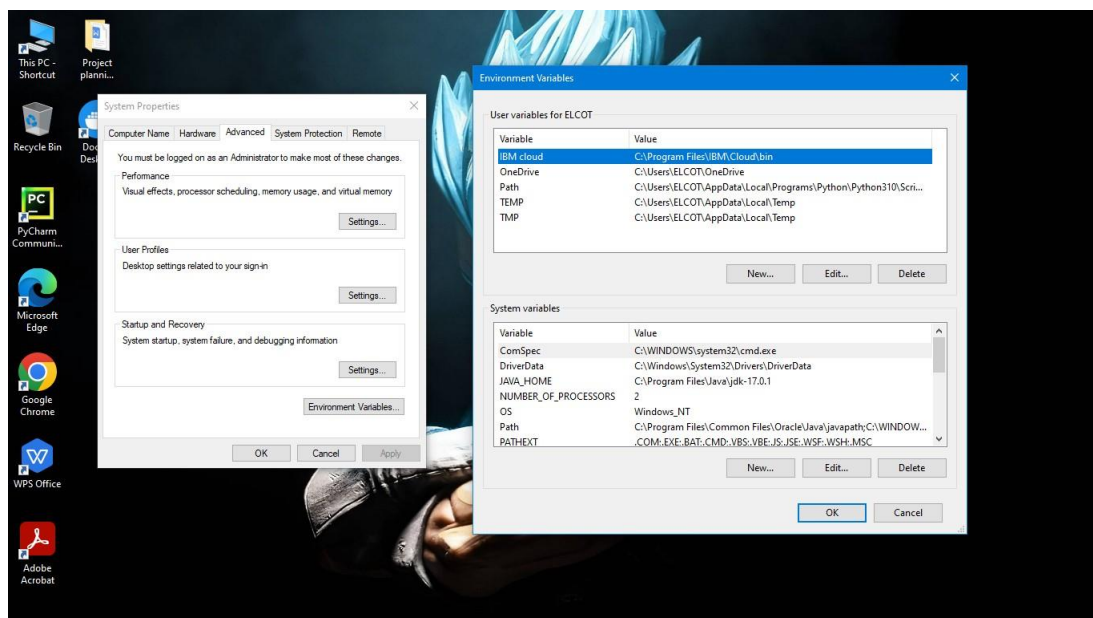 This PC -
Shortcut
Project
planni...
Recycle Bin
Doc
Desk
PC
PyCharm
Communi...
Microsoft
Edge
Google
Chrome
WPS Office
Adobe
Acrobat
System Properties
Computer Name Hardware Advanced System Protection Remote
You must be logged on as an Administrator to make most of these changes.
Performance
Visual effects, processor scheduling, memory usage, and virtual memory
Settings...
User Profiles
Desktop settings related to your sign-in
Settings...
Startup and Recovery
System startup, system failure, and debugging information
Settings...
Environment Variables...
OK Cancel Apply
Environment Variables
User variables for ELCOT
Variable Value
IBM cloud C:\Program Files\IBM\Cloud\bin
OneDrive C:\Users\ELCOT\OneDrive
Path C:\Users\ELCOT\AppData\Local\Programs\Python\Python310\Scri...
TEMP C:\Users\ELCOT\AppData\Local\Temp
TMP C:\Users\ELCOT\AppData\Local\Temp
New... Edit... Delete
System variables
Variable Value
ComSpec C:\WINDOWS\system32\cmd.exe
DriverData C:\Windows\System32\Drivers\DriverData
JAVA_HOME C:\Program Files\Java\jdk-17.0.1
NUMBER_OF_PROCESSORS 2
OS Windows_NT
Path C:\Program Files\Common Files\Oracle\Java\javapath;C:\WINDOW...
PATHEXT .COM;.EXE;.BAT;.CMD;.VBS;.VBE;.JS;.JSE;.WSF;.WSH;.MSC
New... Edit... Delete
OK Cancel